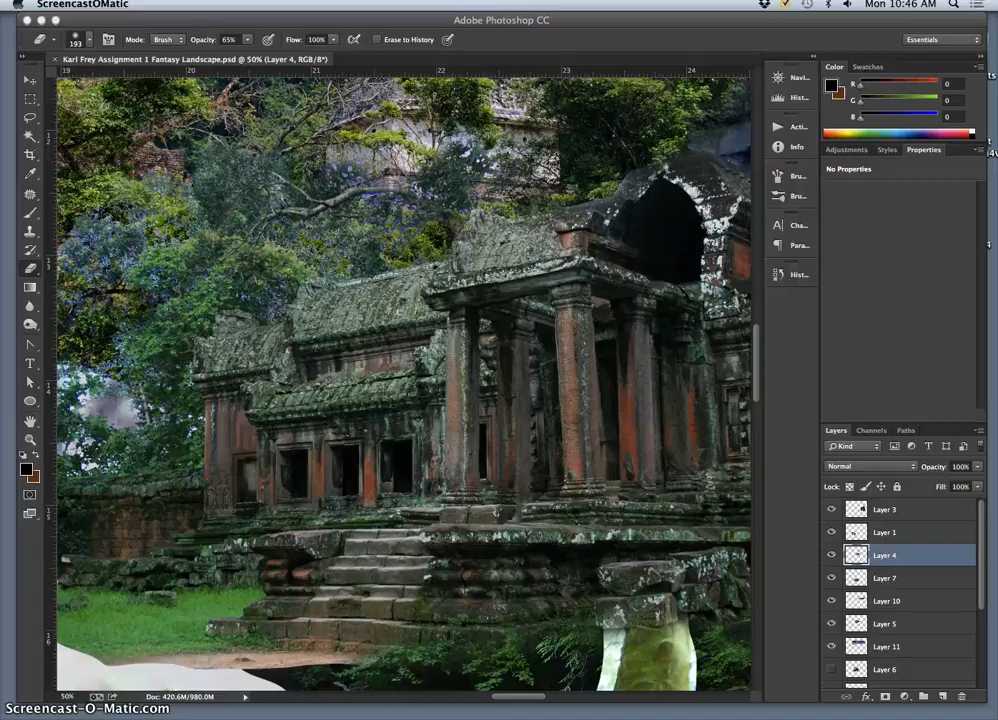 ScreencastOMatic
Mon 10:46 AM
Adobe Photoshop CC
193
Mode: Brush
Opacity: 65%
Flow: 100%
Erase to History
Essentials
Karl Frey Assignment 1 Fantasy Landscape.psd @ 50% (Layer 4, RGB/8*)
19 20 21 22 23 24
Navi...
Hist...
Acti...
Info
Bru...
Bru...
Cha...
Para...
Hist...
Color Swatches
R 0
G 0
B 0
Adjustments Styles Properties
No Properties
Layers Channels Paths
Kind
Normal Opacity: 100%
Lock: Fill: 100%
Layer 3
Layer 1
Layer 4
Layer 7
Layer 10
Layer 5
Layer 11
Layer 6
50% Doc: 420.6M/980.0M
Screencast-O-Matic.com